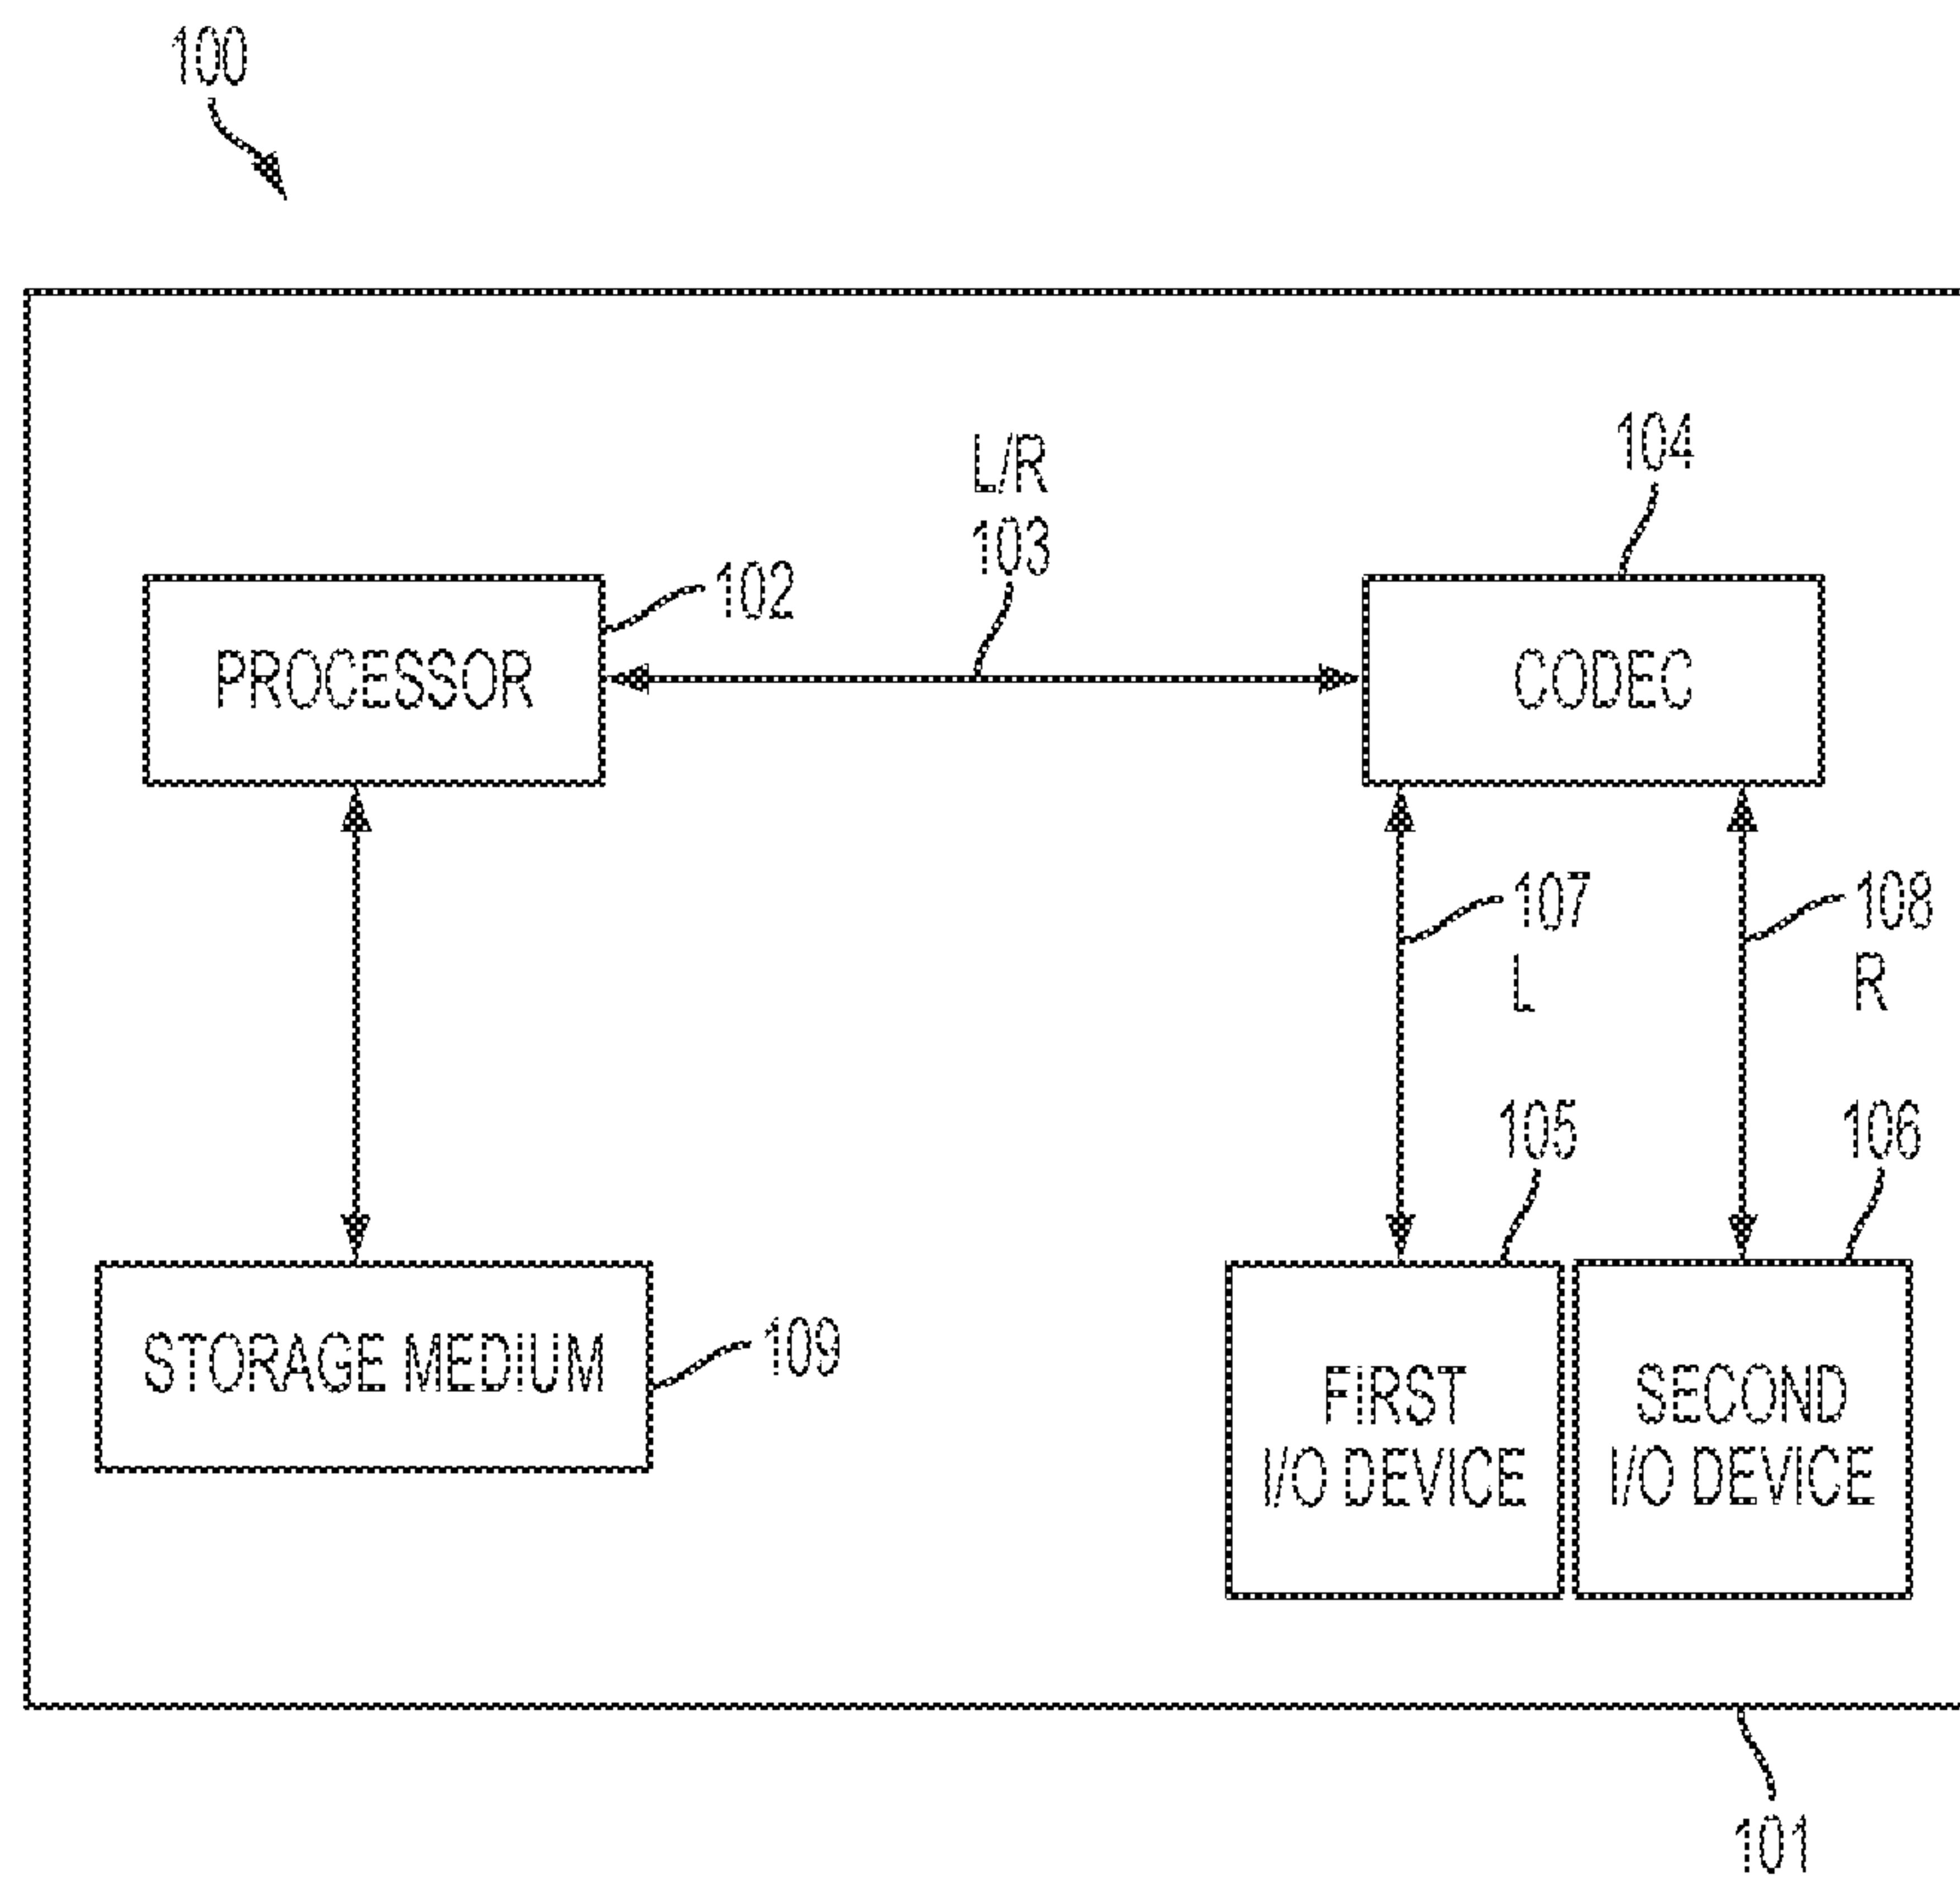 100
L/R
103
104
102
PROCESSOR
CODEC
107
L
108
R
105
106
STORAGE MEDIUM
109
FIRST
I/O DEVICE
SECOND
I/O DEVICE
101